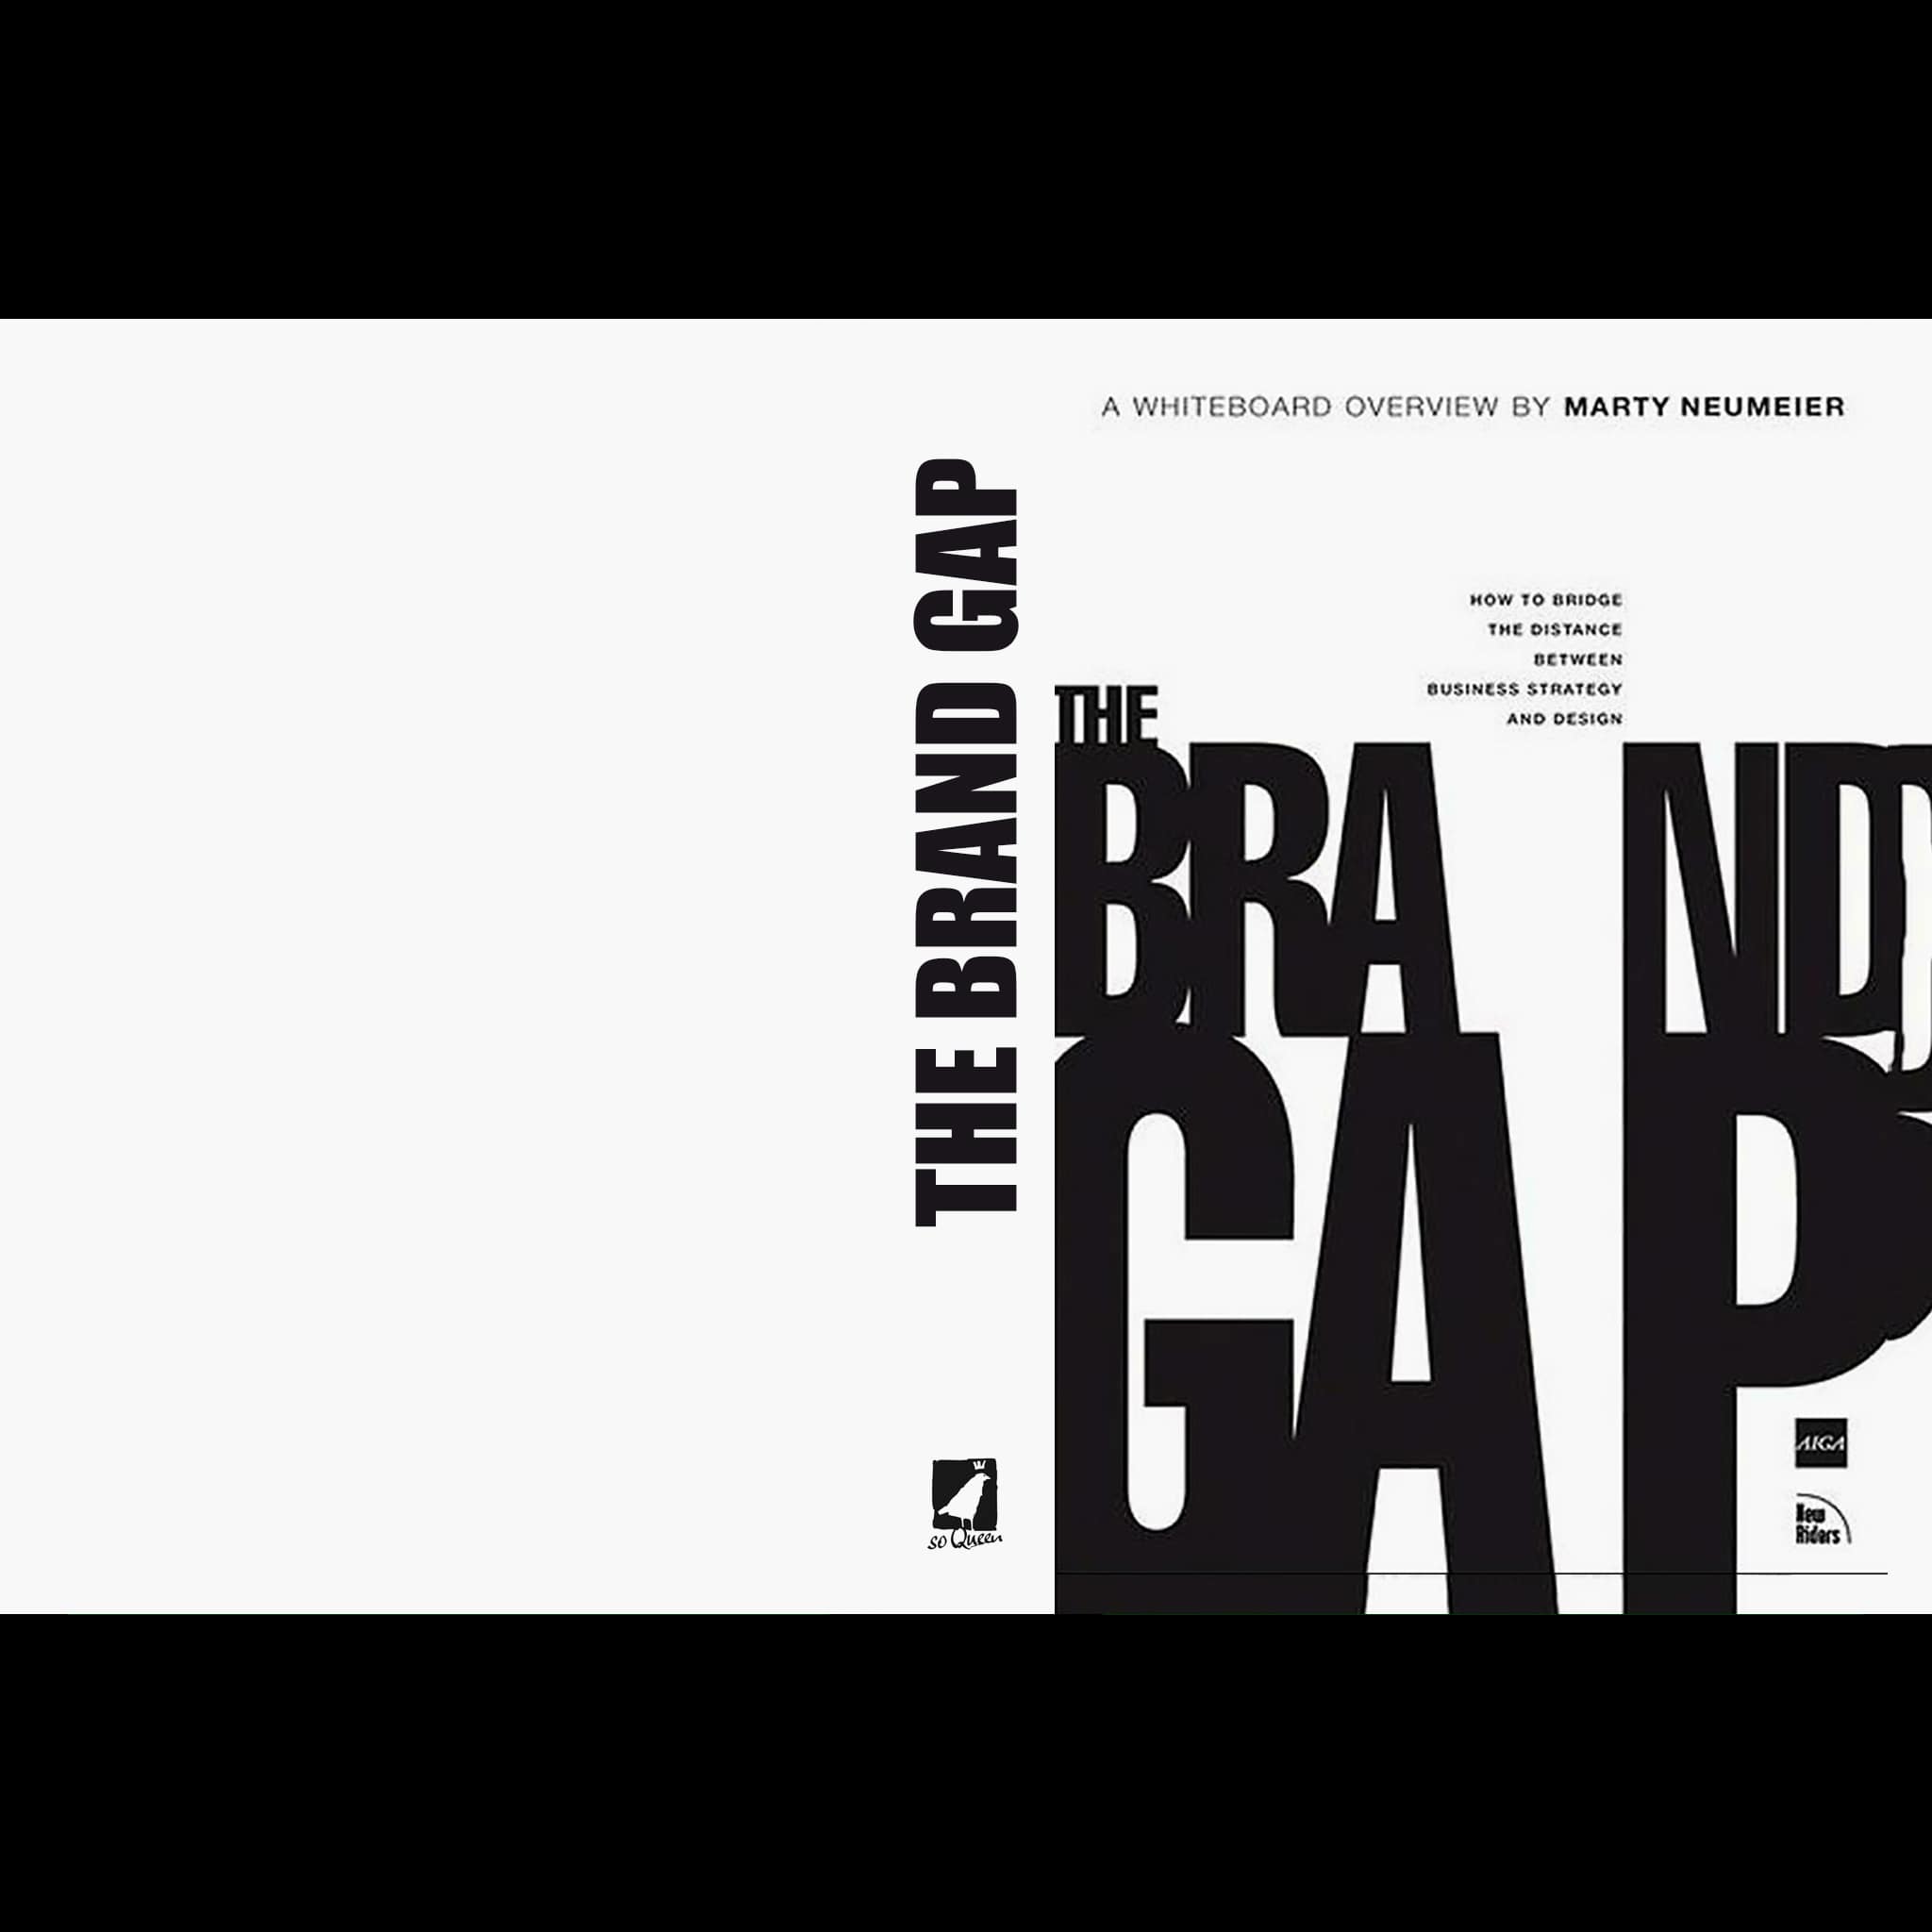 THE BRAND GAP
so Queen
A WHITEBOARD OVERVIEW BY MARTY NEUMEIER
HOW TO BRIDGE
THE DISTANCE
BETWEEN
BUSINESS STRATEGY
AND DESIGN
THE
BRAND
GAP
AIGA
New
Riders